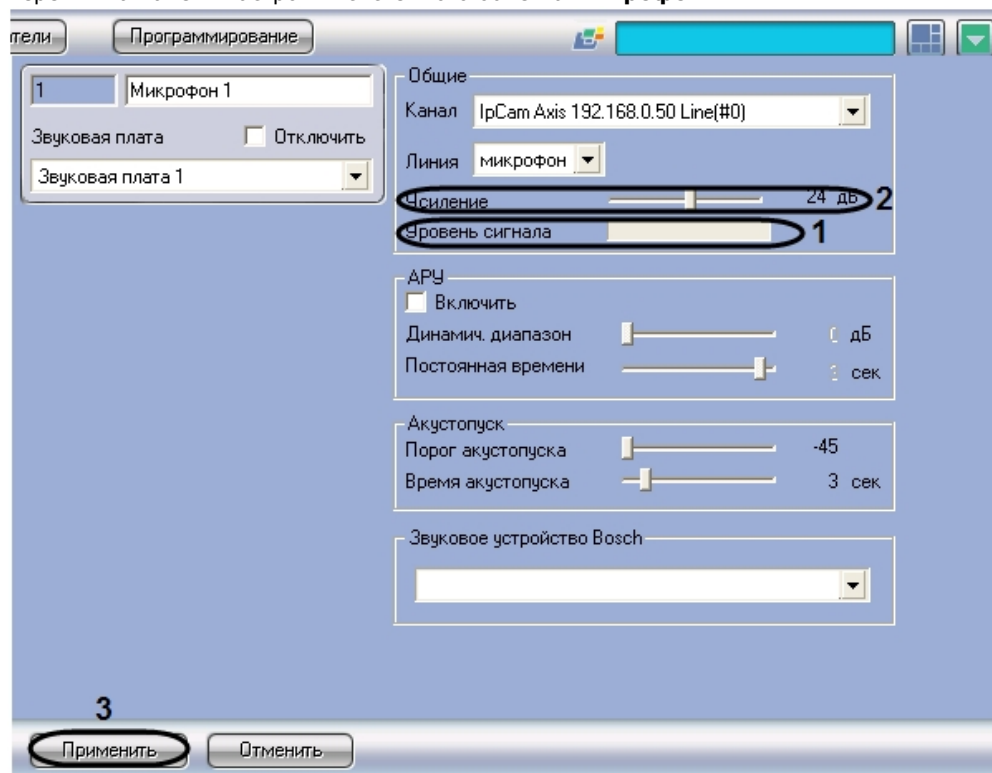 тели Программирование
1 Микрофон 1
Звуковая плата Отключить
Звуковая плата 1
Общие
Канал IpCam Axis 192.168.0.50 Line(#0)
Линия микрофон
Усиление 24 дБ 2
Уровень сигнала 1
АРУ
Включить
Динамич. диапазон дБ
Постоянная времени сек
Акустопуск
Порог акустопуска -45
Время акустопуска 3 сек
Звуковое устройство Bosch
3
Применить Отменить